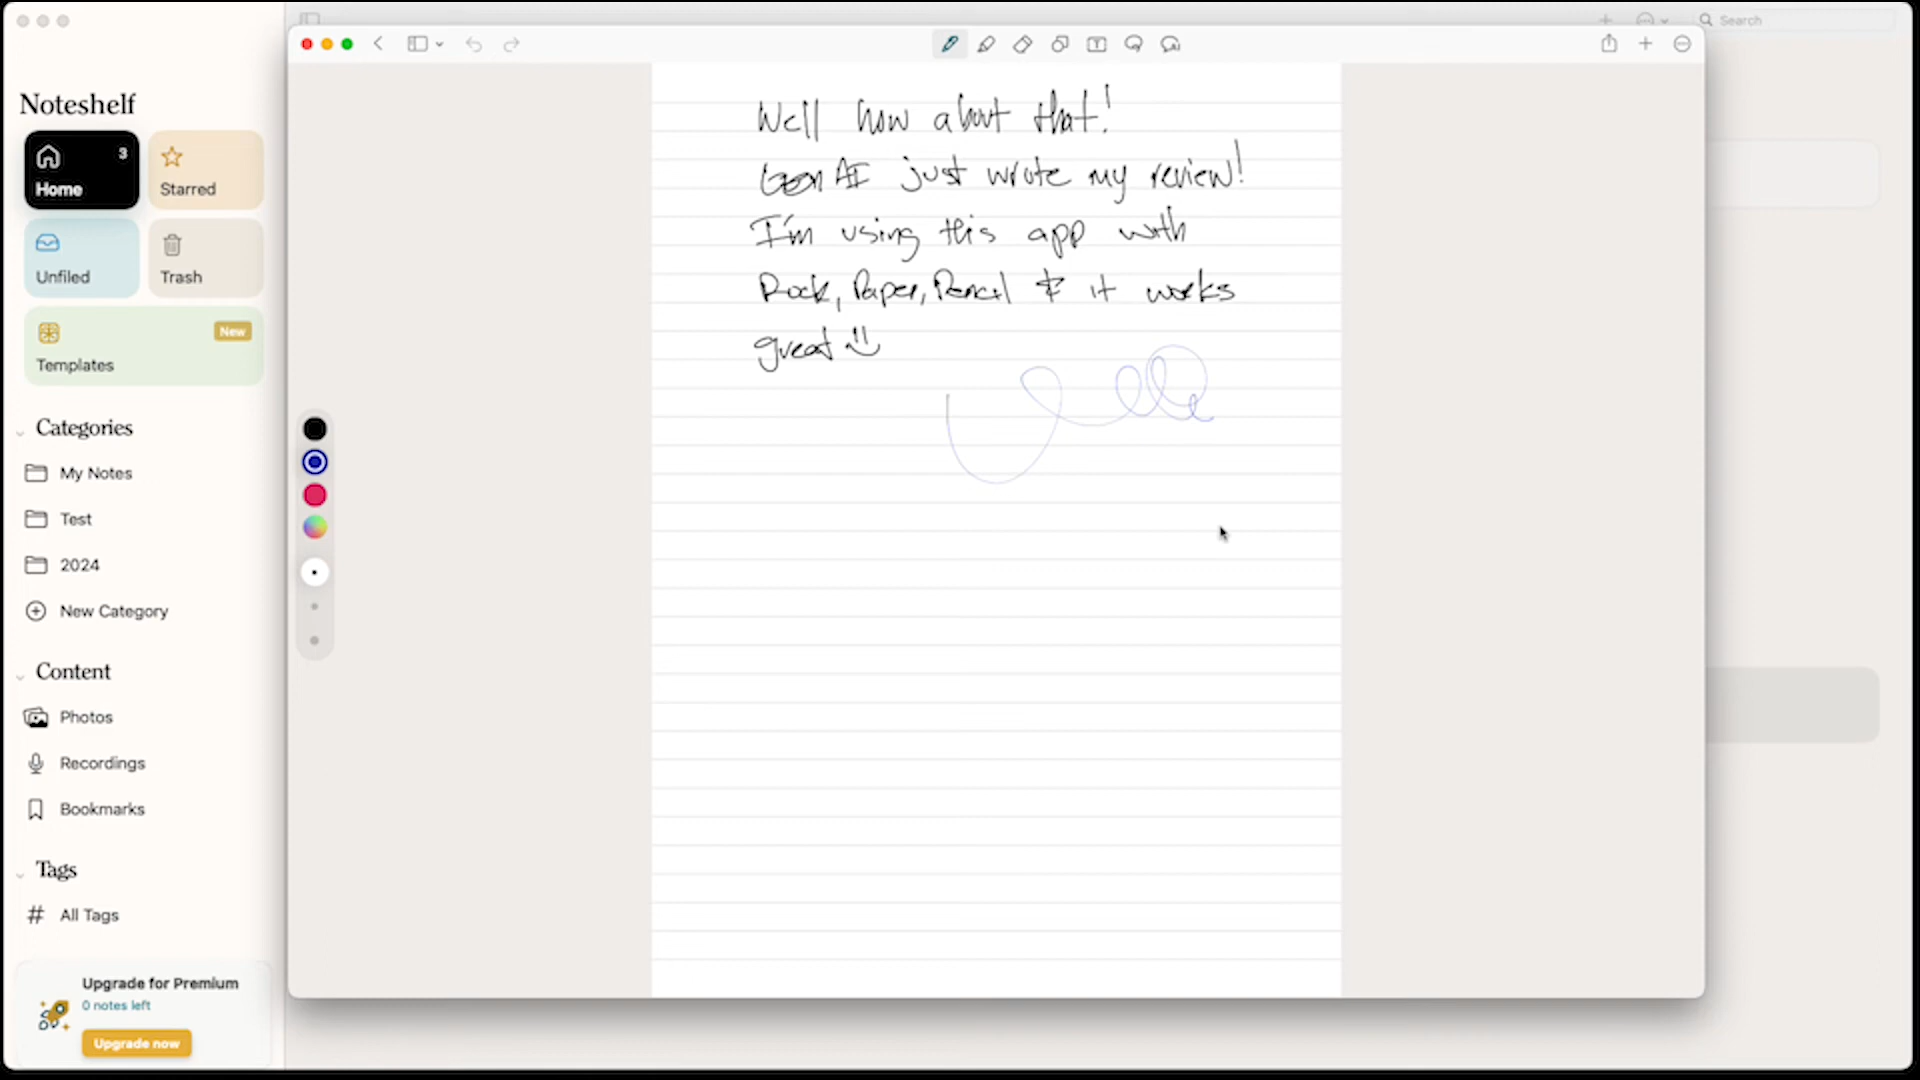 Search
Noteshelf
Home
3
Starred
Unfiled
Trash
Templates
New
Categories
My Notes
Test
2024
New Category
Content
Photos
Recordings
Bookmarks
Tags
# All Tags
Upgrade for Premium
0 notes left
Upgrade now
Well how about that!
Gen AI just wrote my review!
I'm using this app with
Rock, Paper, Pencil & it works
great